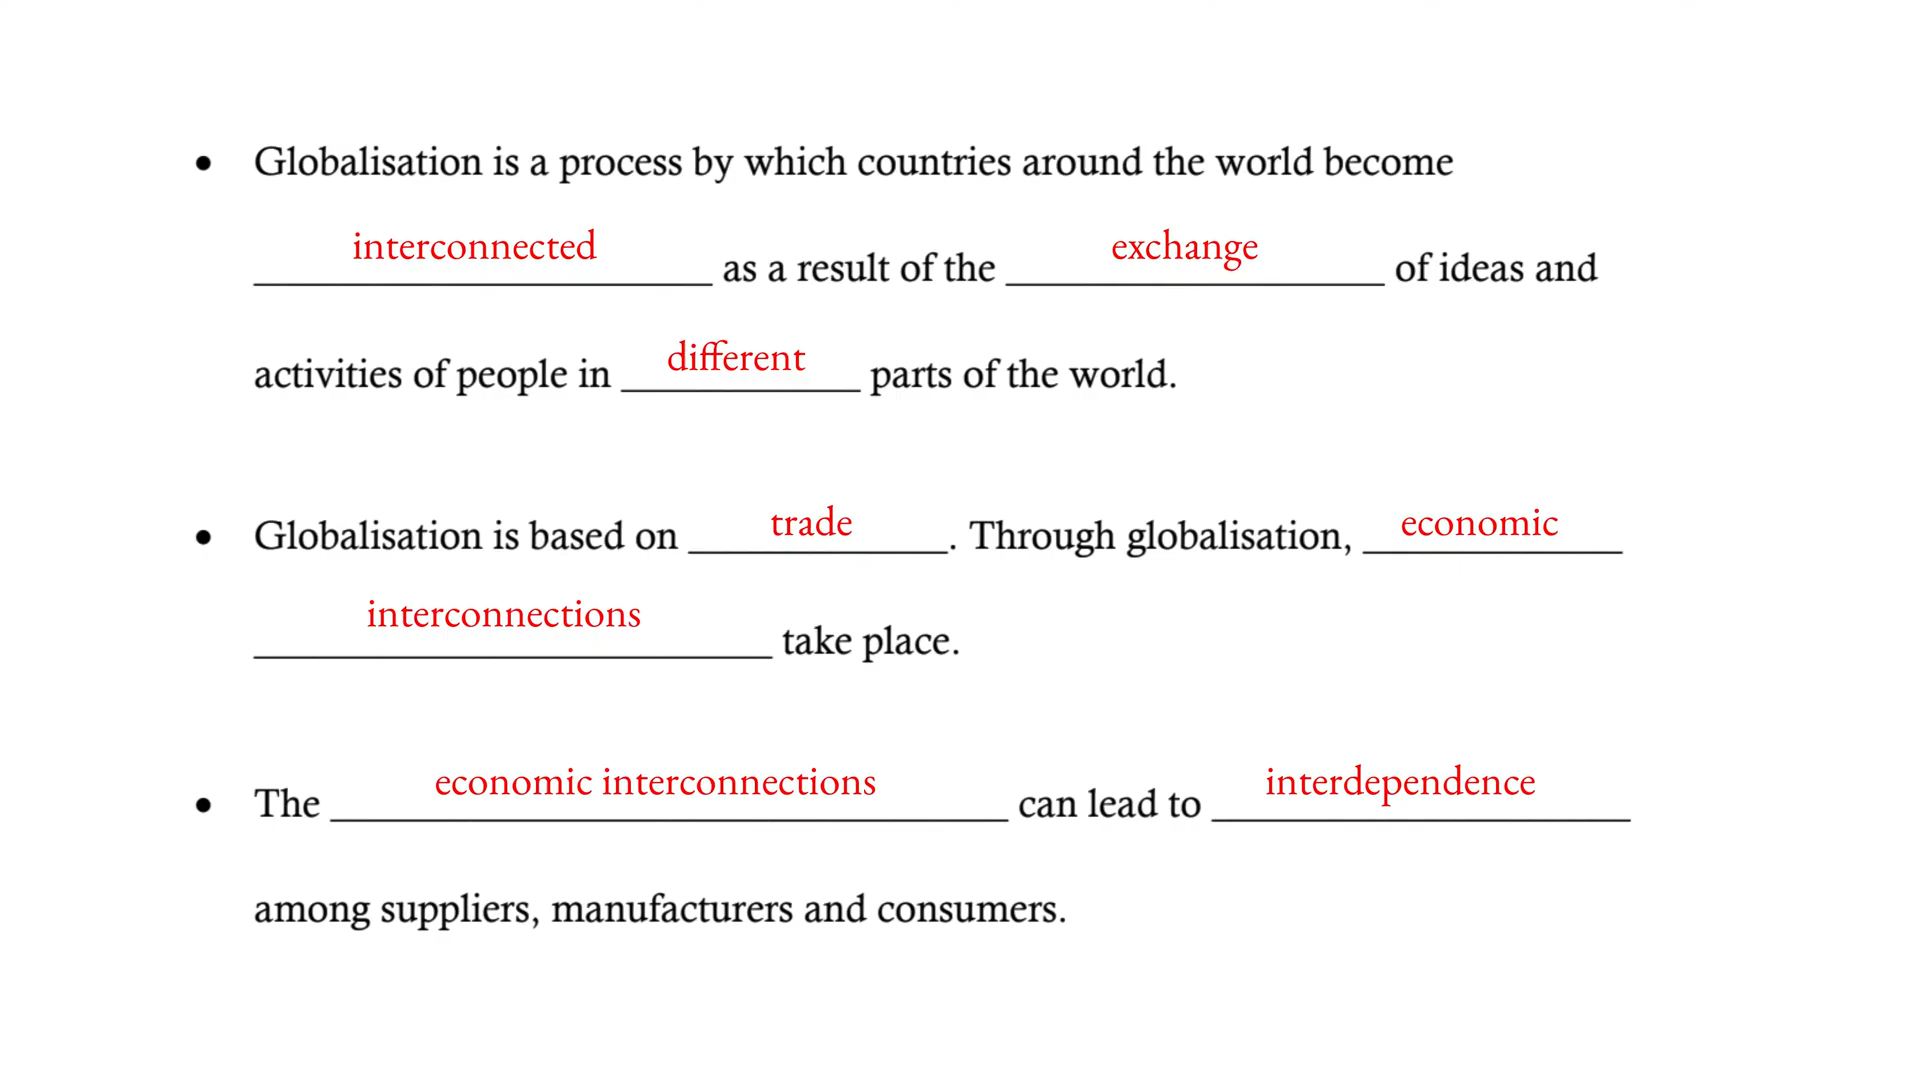 • Globalisation is a process by which countries around the world become
interconnected as a result of the exchange of ideas and
activities of people in different parts of the world.
• Globalisation is based on trade. Through globalisation, economic
interconnections take place.
• The economic interconnections can lead to interdependence
among suppliers, manufacturers and consumers.